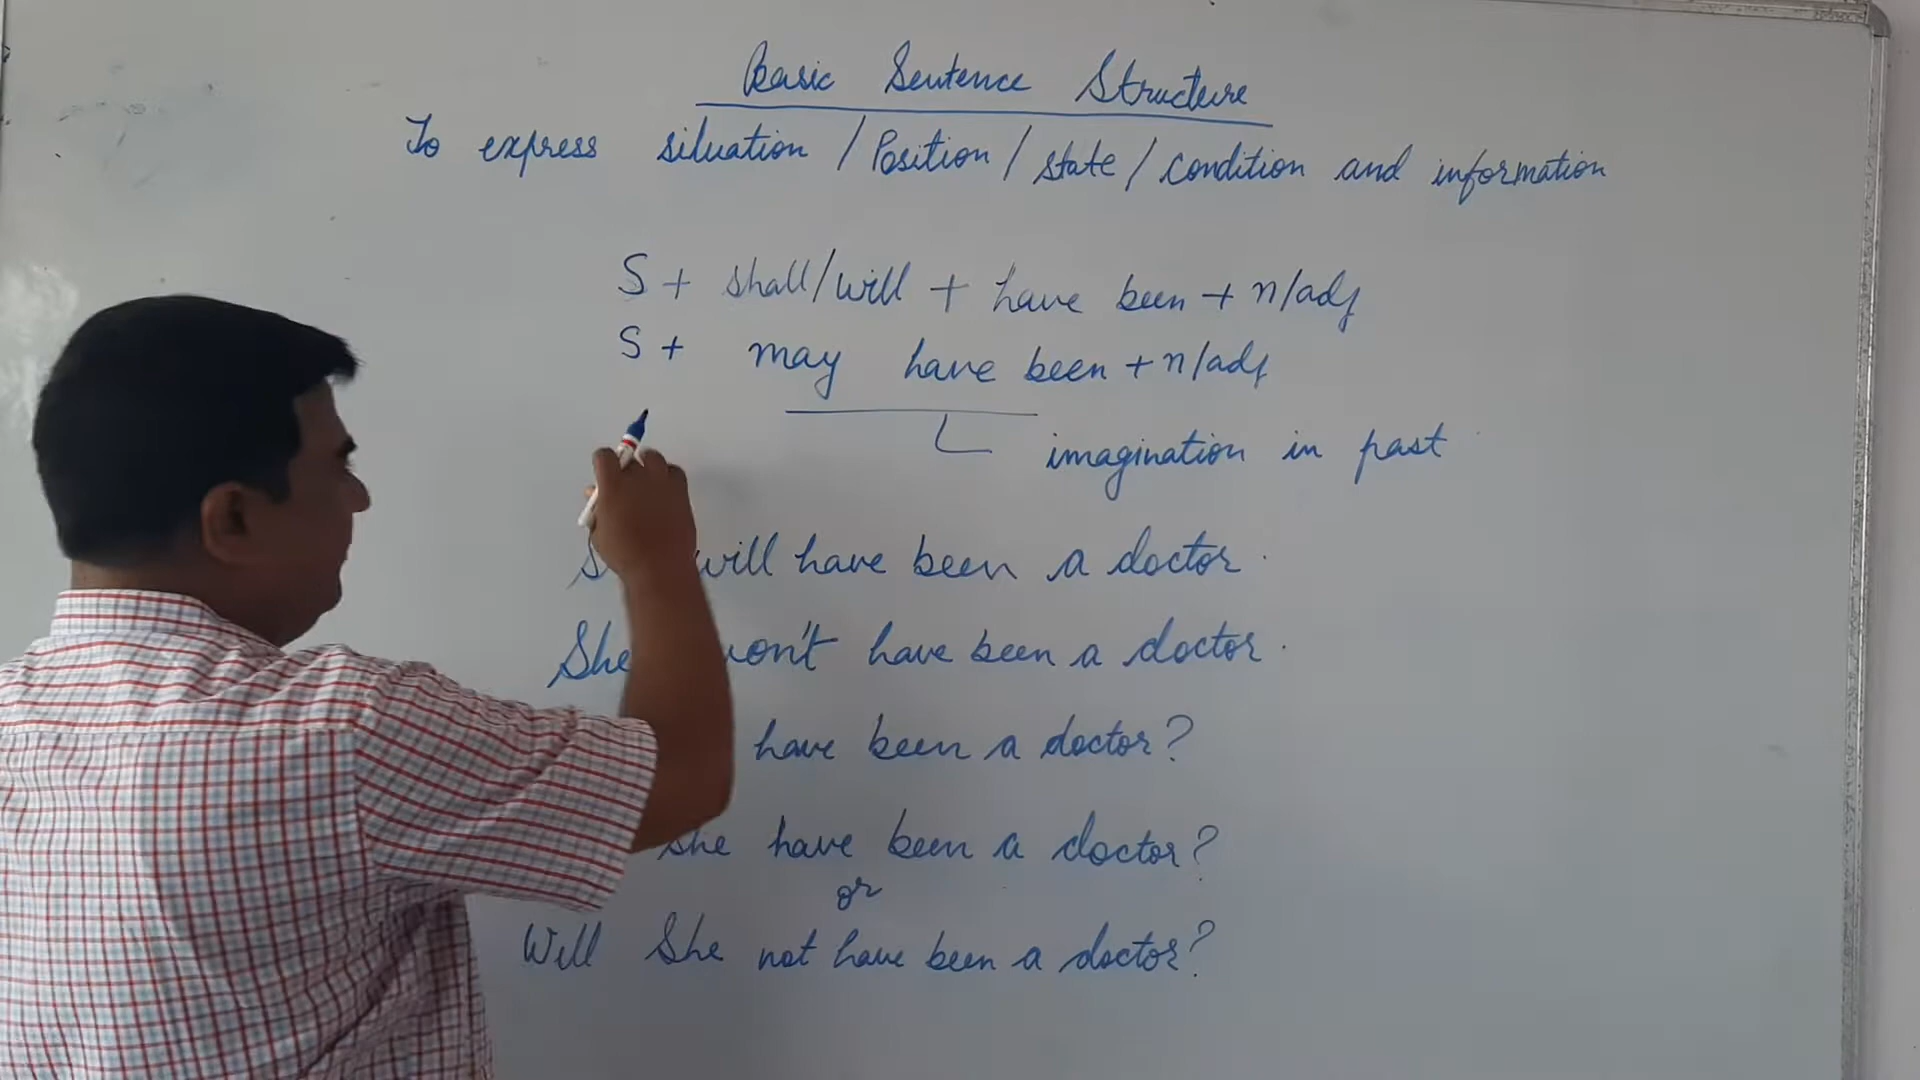 Basic Sentence Structure
To express situation / Position / state / condition and information
S + shall/will + have been + n/adj
S + may have been + n/adj
imagination in past
will have been a doctor.
She won't have been a doctor.
have been a doctor?
she have been a doctor?
or
Will She not have been a doctor?